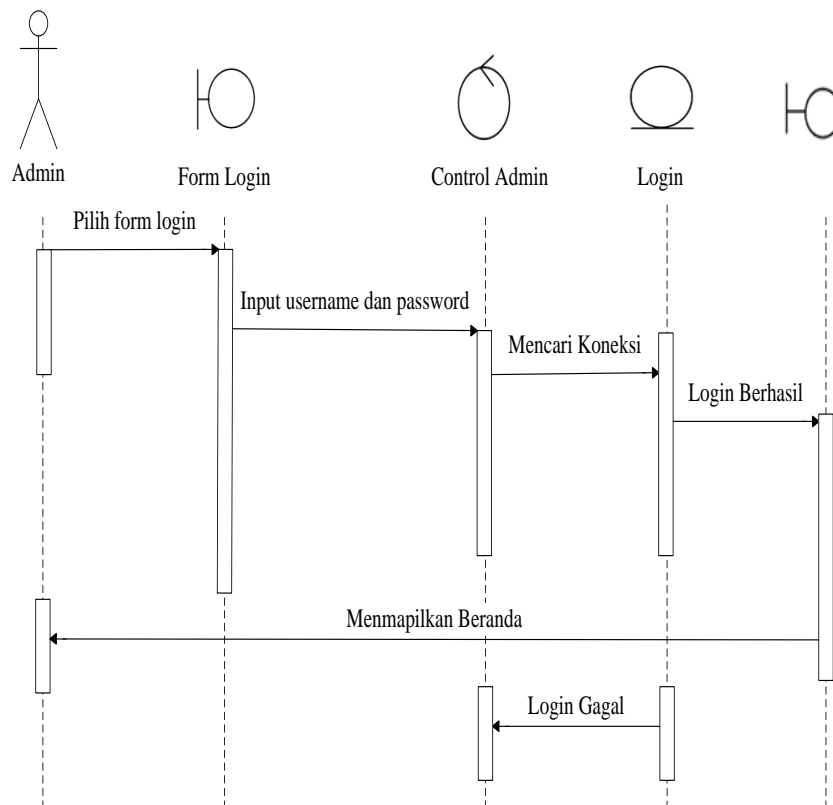 Admin
Form Login
Control Admin
Login
Pilih form login
Input username dan password
Mencari Koneksi
Login Berhasil
Menmapilkan Beranda
Login Gagal